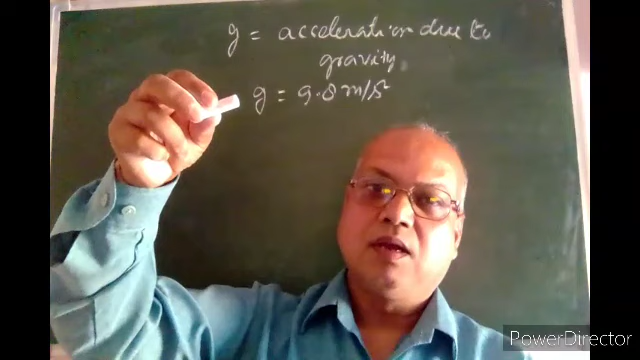 g = acceleration due to
gravity.
g = 9.8 m/s²
PowerDirector